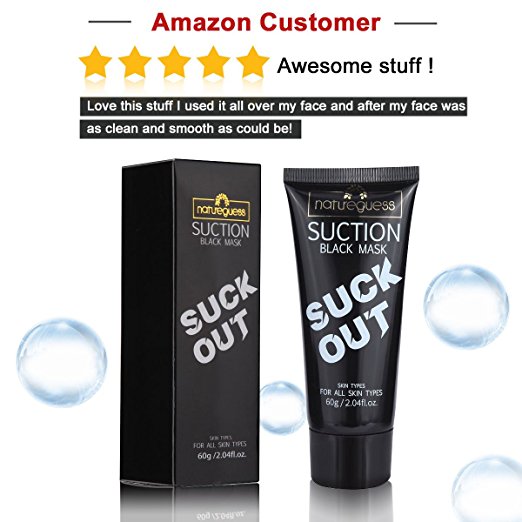 Amazon Customer
Awesome stuff !
Love this stuff I used it all over my face and after my face was
as clean and smooth as could be!
natureguess
SUCTION
BLACK MASK
SUCK
OUT
SKIN TYPES
FOR ALL SKIN TYPES
60g/2.04fl.oz.
natureguess
SUCTION
BLACK MASK
SUCK
OUT
SKIN TYPES
FOR ALL SKIN TYPES
60g/2.04fl.oz.